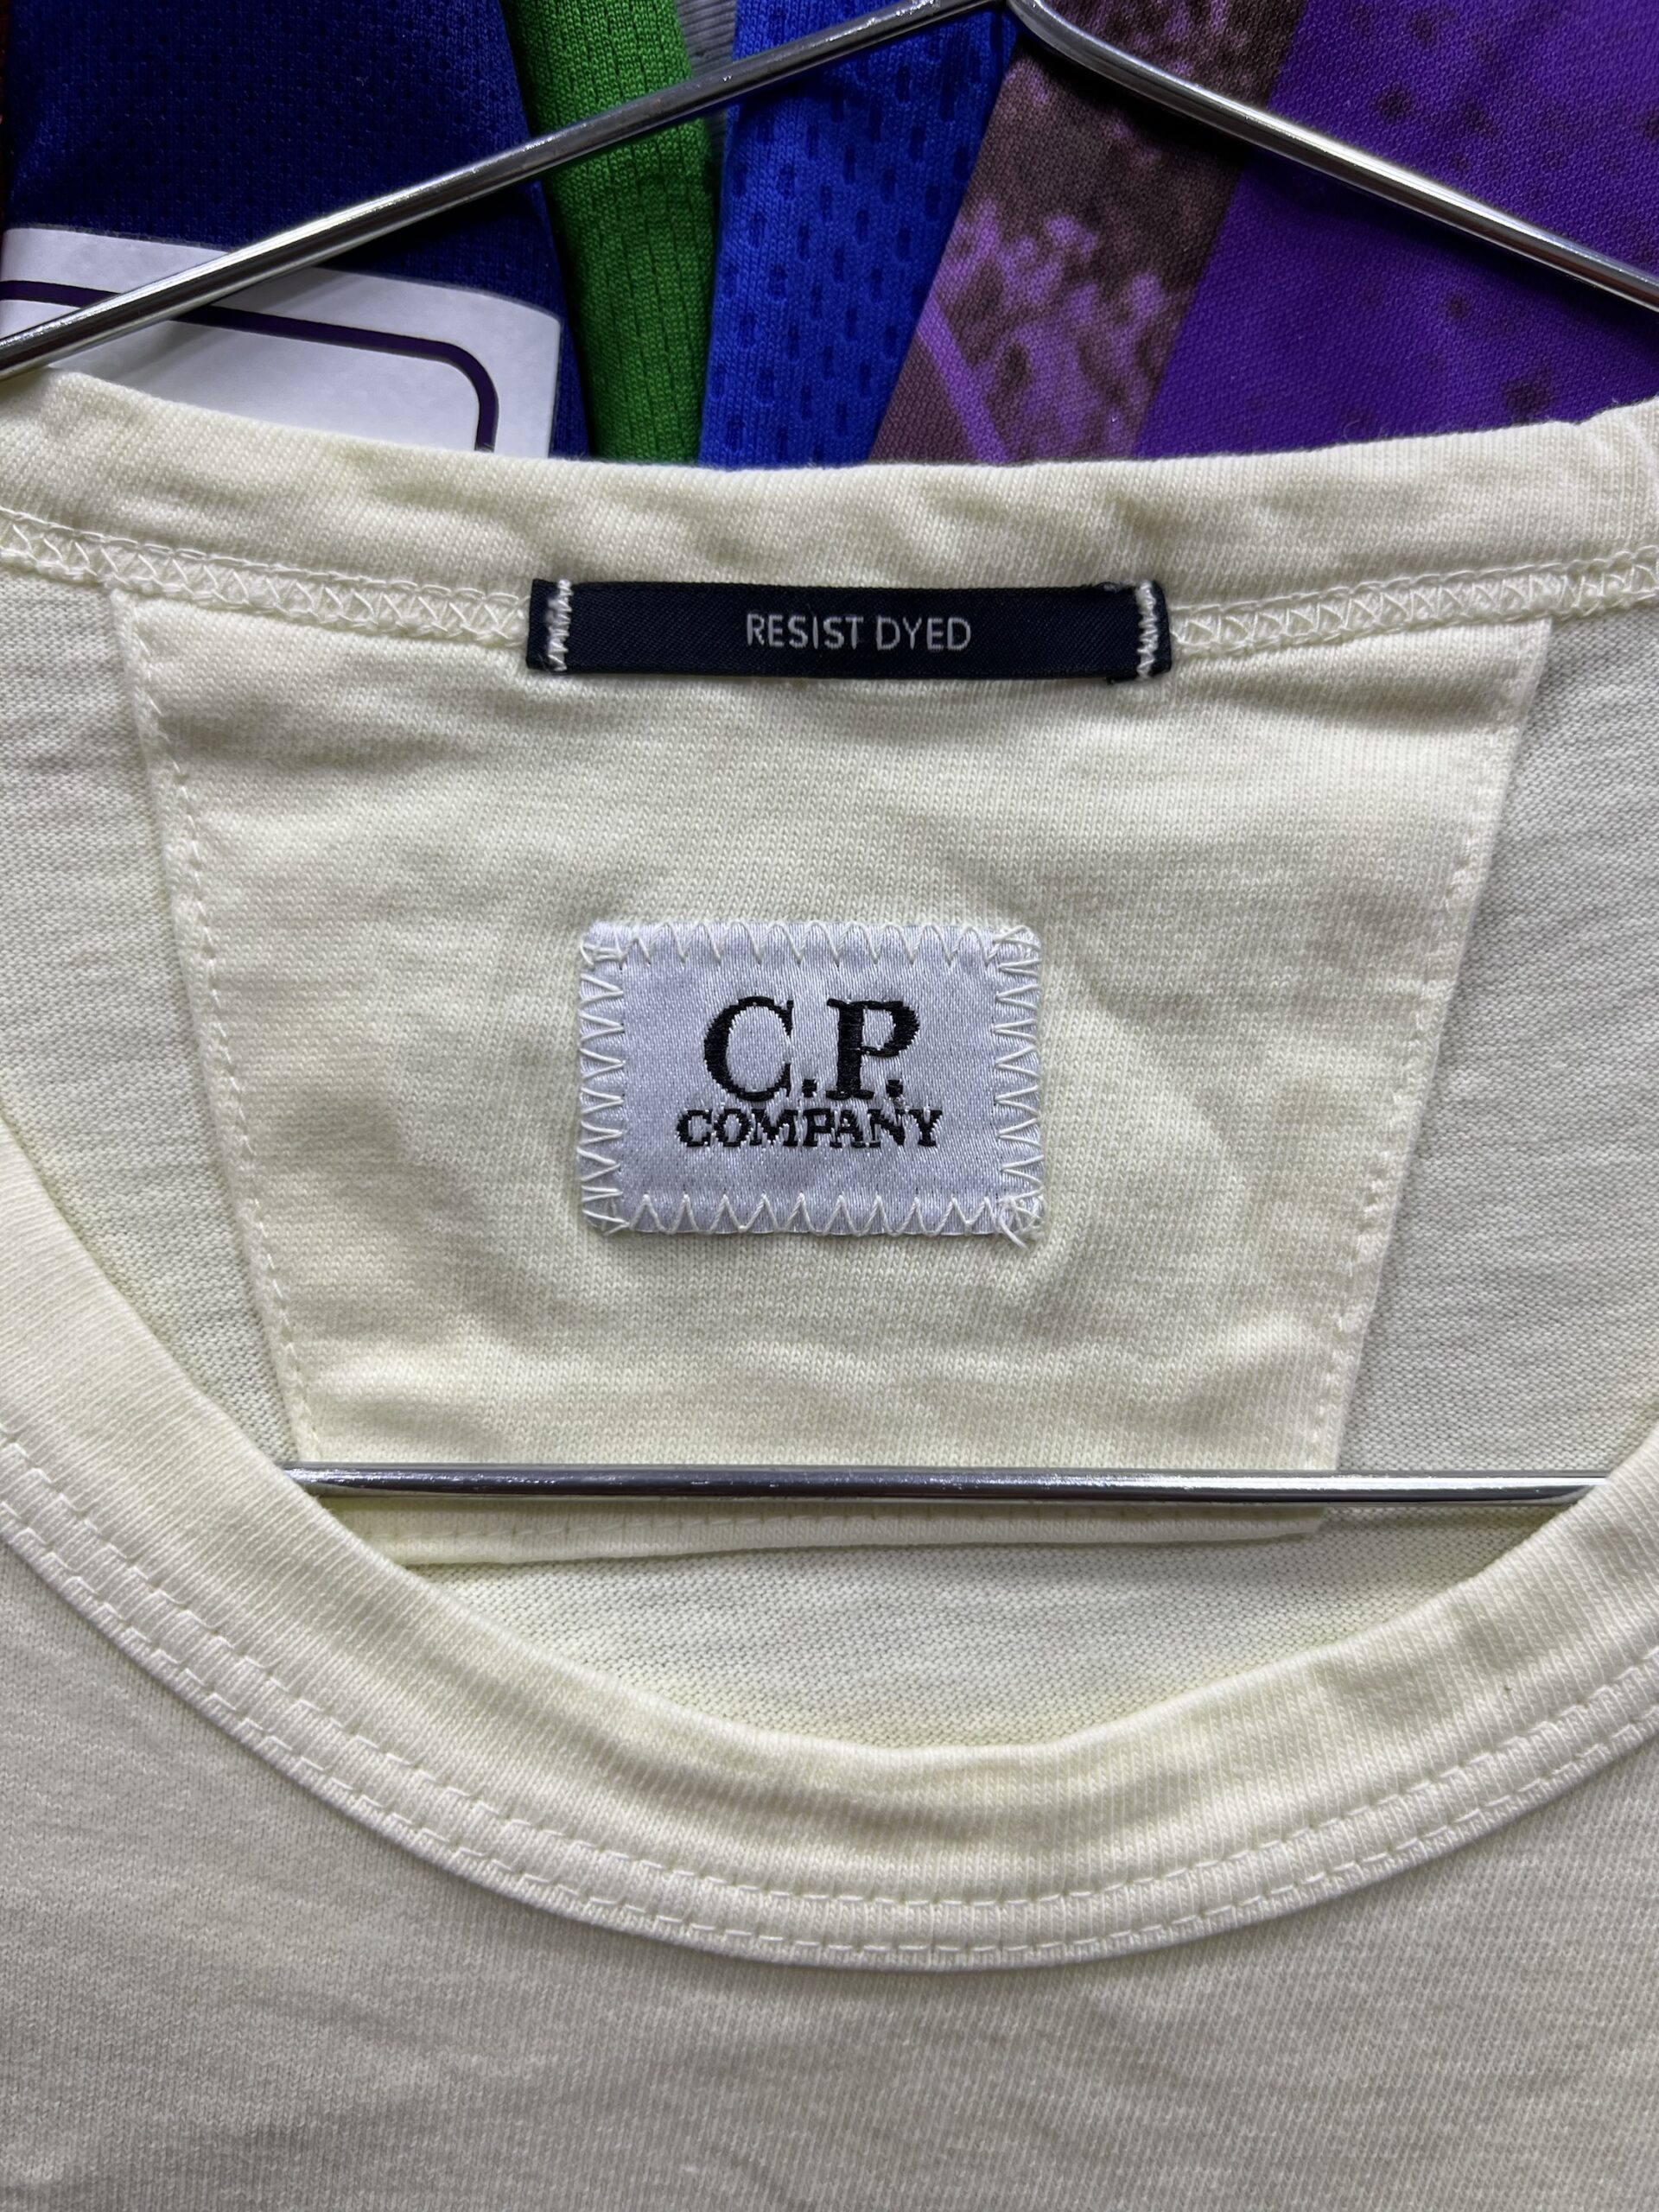 RESIST DYED
C.P.
COMPANY